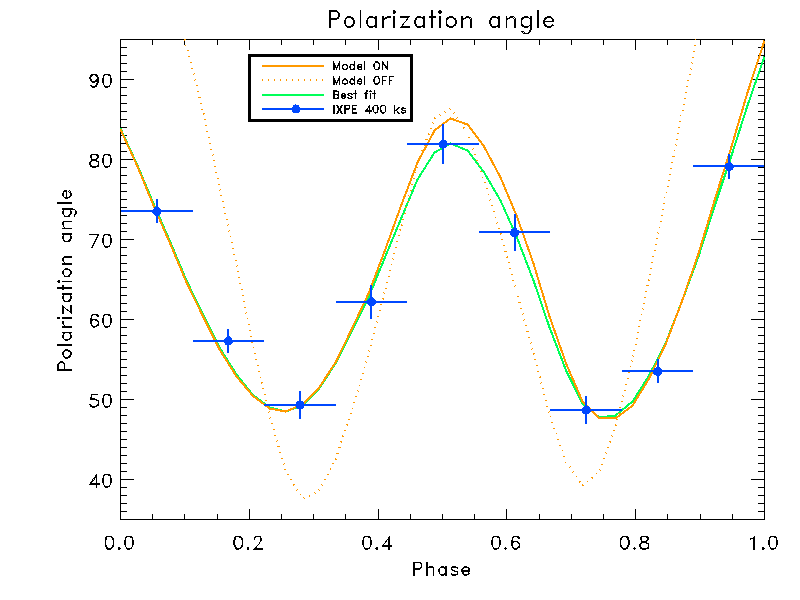 Polarization angle
Model ON
Model OFF
Best fit
IXPE 400 ks
Polarization angle
90
80
70
60
50
40
0.0 0.2 0.4 0.6 0.8 1.0
Phase